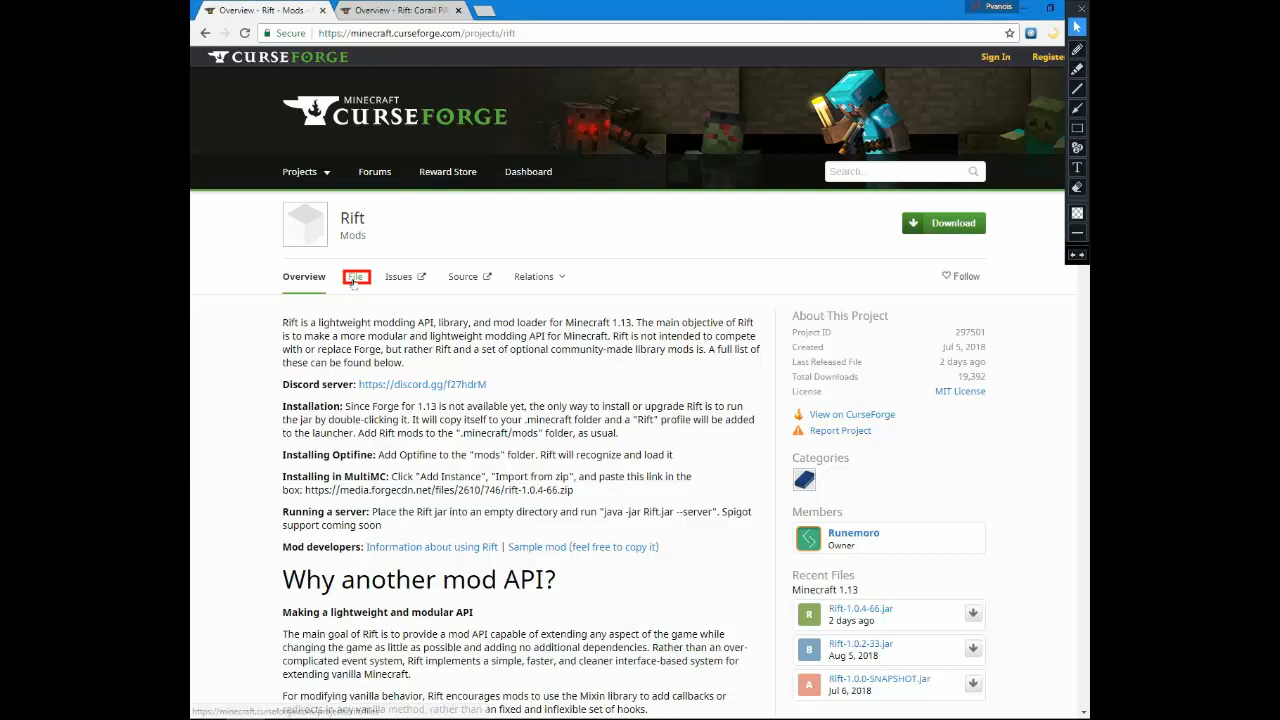 Overview - Rift - Mods -
Overview - Rift: Corail Pi
Pvancis
Secure
https://minecraft.curseforge.com/projects/rift
CURSEFORGE
Sign In
Registe
MINECRAFT
CURSEFORGE
Projects
Forums
Reward Store
Dashboard
Search...
Rift
Mods
Download
Overview
File
Issues
Source
Relations
Follow
Rift is a lightweight modding API, library, and mod loader for Minecraft 1.13. The main objective of Rift
is to make a more modular and lightweight modding API for Minecraft. Rift is not intended to compete
with or replace Forge, but rather Rift and a set of optional community-made library mods is. A full list of
these can be found below.
Discord server: https://discord.gg/f27hdrM
Installation: Since Forge for 1.13 is not available yet, the only way to install or upgrade Rift is to run
the jar by double-clicking it. It will copy itself to your .minecraft folder and a "Rift" profile will be added
to the launcher. Add Rift mods to the ".minecraft/mods" folder, as usual.
Installing Optifine: Add Optifine to the "mods" folder. Rift will recognize and load it
Installing in MultiMC: Click "Add Instance", "Import from zip", and paste this link in the
box: https://media.forgecdn.net/files/2610/746/rift-1.0.4-66.zip
Running a server: Place the Rift jar into an empty directory and run "java -jar Rift.jar --server". Spigot
support coming soon
Mod developers: Information about using Rift | Sample mod (feel free to copy it)
Why another mod API?
Making a lightweight and modular API
The main goal of Rift is to provide a mod API capable of extending any aspect of the game while
changing the game as little as possible and adding no additional dependencies. Rather than an over-
complicated event system, Rift implements a simple, faster, and cleaner interface-based system for
extending vanilla Minecraft.
For modifying vanilla behavior, Rift encourages mods to use the Mixin library to add callbacks or
redirects in any vanilla method, rather than an fixed and inflexible set of hooks.
https://minecraft.curseforge.com/projects/rift/files
About This Project
Project ID 297501
Created Jul 5, 2018
Last Released File 2 days ago
Total Downloads 19,392
License MIT License
View on CurseForge
Report Project
Categories
Members
Runemoro
Owner
Recent Files
Minecraft 1.13
R
Rift-1.0.4-66.jar
2 days ago
B
Rift-1.0.2-33.jar
Aug 5, 2018
A
Rift-1.0.0-SNAPSHOT.jar
Jul 6, 2018
T